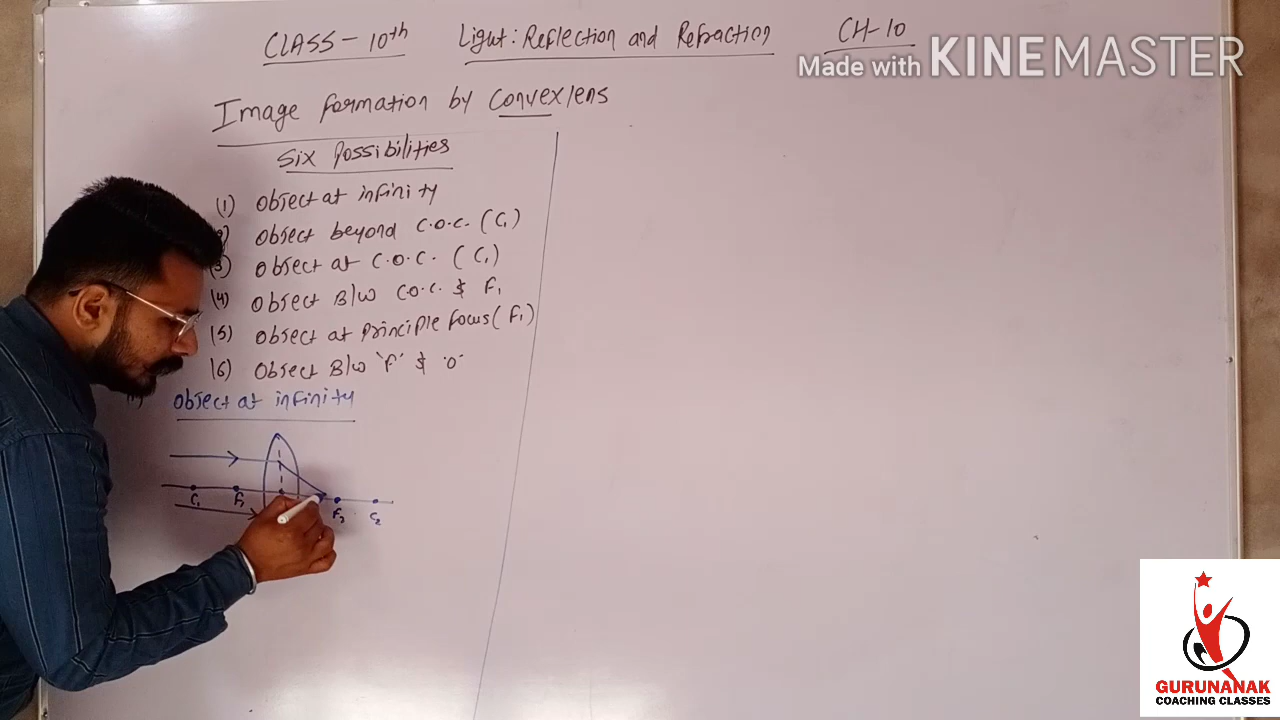 CLASS - 10th Light: Reflection and Refraction CH-10
Made with KINEMASTER
Image formation by Convex lens
Six Possibilities
(1) Object at infinity
Object beyond C.O.C. (C1)
(3) Object at C.O.C. (C1)
(4) Object B/w C.O.C. & F1
(5) Object at Principle focus (F1)
(6) Object B/w 'F' & 'O'
Object at infinity
C1 F1 F2 C2
GURUNANAK
COACHING CLASSES